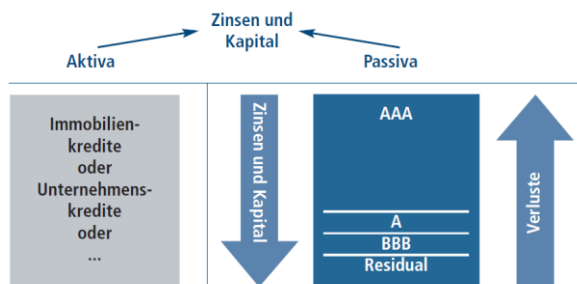 Zinsen und
Kapital
Aktiva
Passiva
Immobilien-
kredite
oder
Unternehmens-
kredite
oder
...
Zinsen und Kapital
AAA
A
BBB
Residual
Verluste